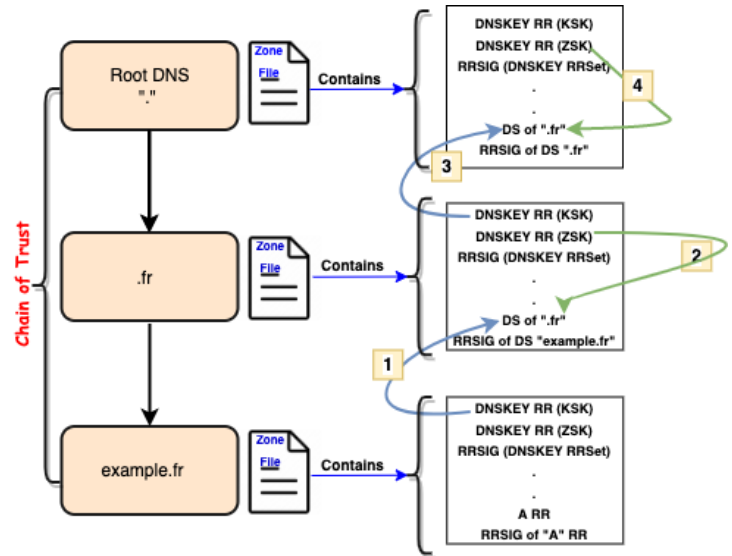 Chain of Trust
Root DNS
"."
Zone
File
Contains
DNSKEY RR (KSK)
DNSKEY RR (ZSK)
RRSIG (DNSKEY RRSet)
.
.
DS of ".fr"
RRSIG of DS ".fr"
4
3
.fr
Zone
File
Contains
DNSKEY RR (KSK)
DNSKEY RR (ZSK)
RRSIG (DNSKEY RRSet)
.
.
DS of ".fr"
RRSIG of DS "example.fr"
2
1
example.fr
Zone
File
Contains
DNSKEY RR (KSK)
DNSKEY RR (ZSK)
RRSIG (DNSKEY RRSet)
.
.
A RR
RRSIG of "A" RR